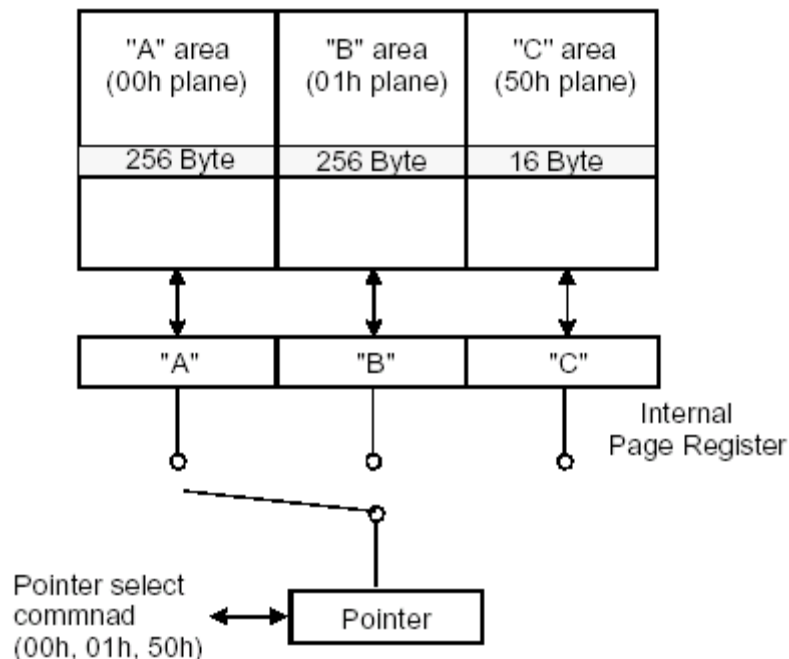 "A" area
(00h plane)
"B" area
(01h plane)
"C" area
(50h plane)
256 Byte
256 Byte
16 Byte
"A"
"B"
"C"
Internal
Page Register
Pointer select
commnad
(00h, 01h, 50h)
Pointer